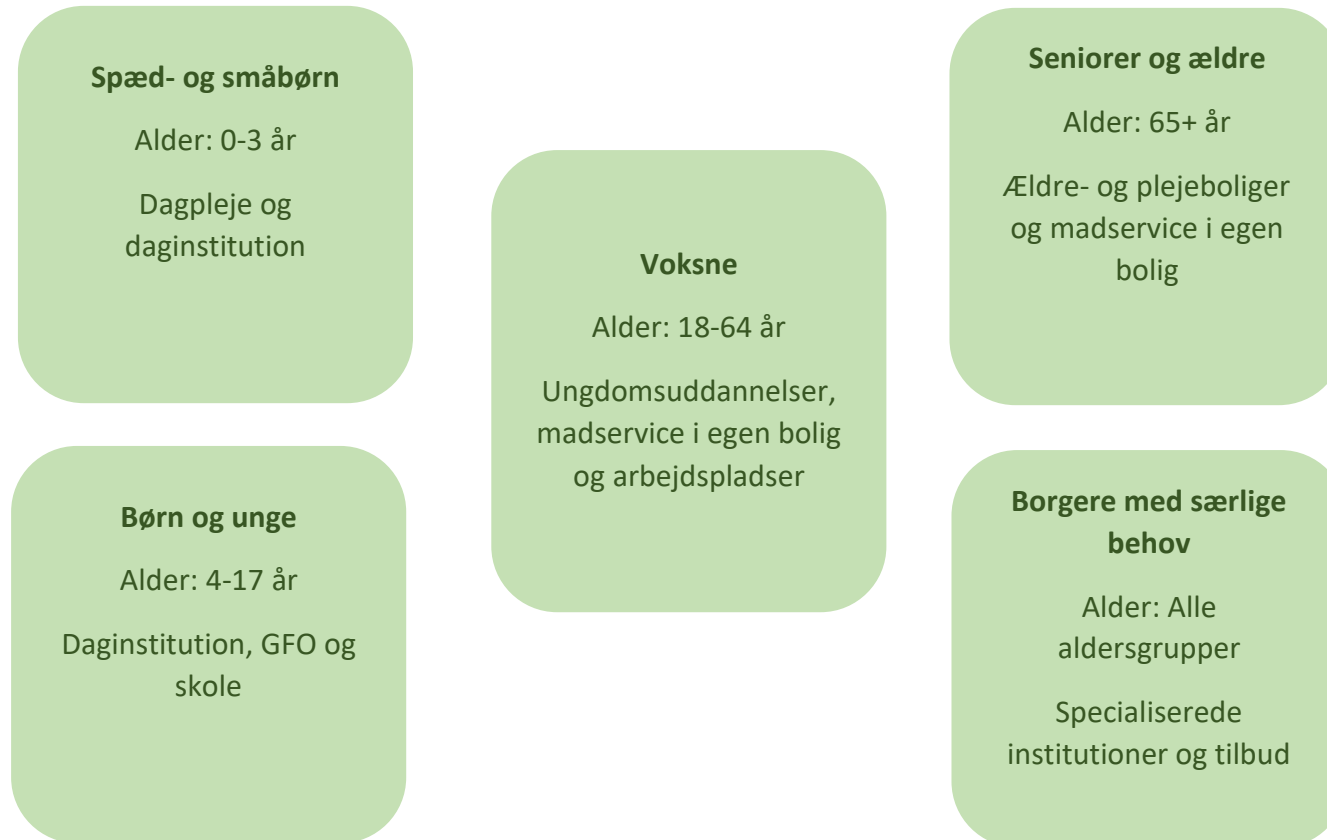 Spæd- og småbørn
Alder: 0-3 år
Dagpleje og
daginstitution
Børn og unge
Alder: 4-17 år
Daginstitution, GFO og
skole
Voksne
Alder: 18-64 år
Ungdomsuddannelser,
madservice i egen bolig
og arbejdspladser
Seniorer og ældre
Alder: 65+ år
Ældre- og plejeboliger
og madservice i egen
bolig
Borgere med særlige
behov
Alder: Alle
aldersgrupper
Specialiserede
institutioner og tilbud